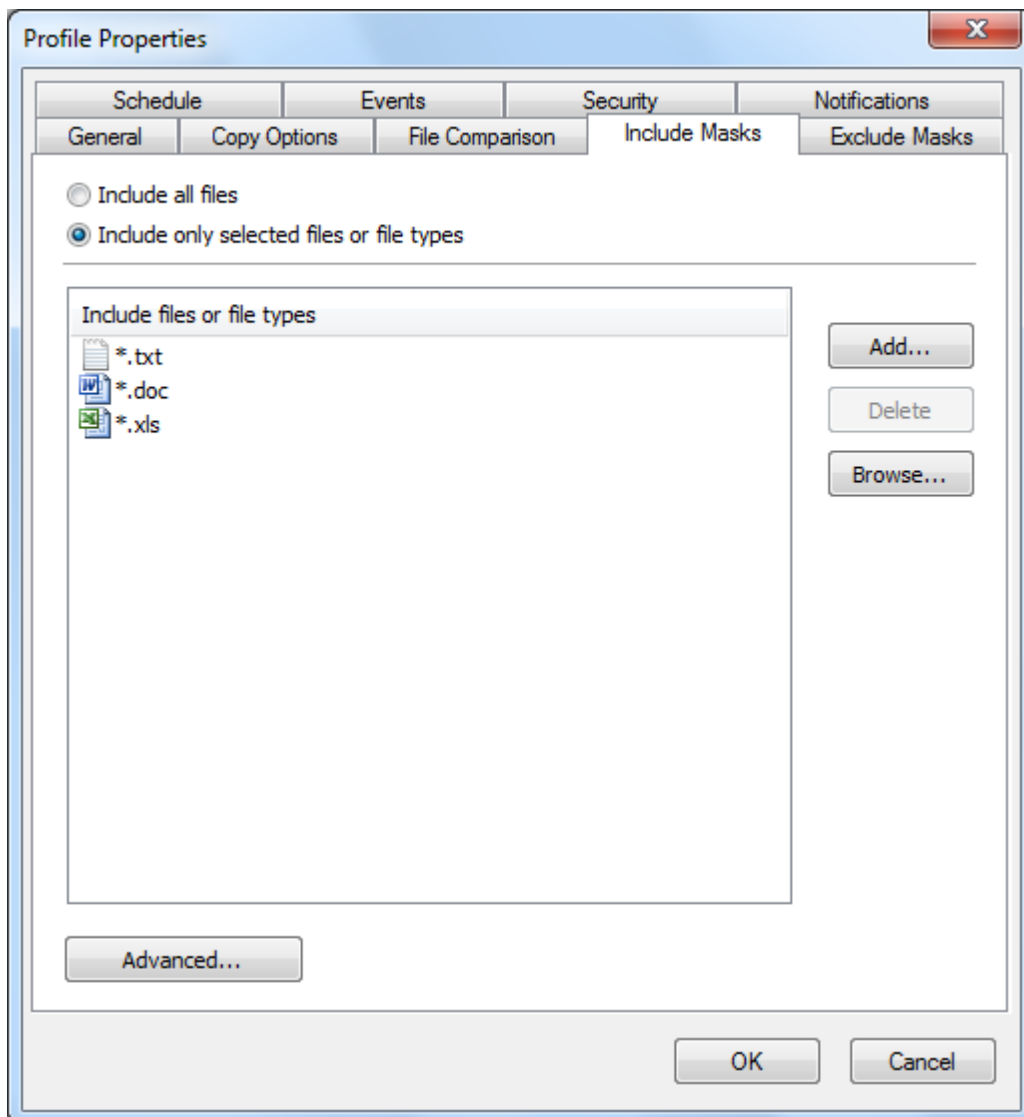 Profile Properties
Schedule Events Security Notifications
General Copy Options File Comparison Include Masks Exclude Masks
Include all files
Include only selected files or file types
Include files or file types
*.txt
*.doc
*.xls
Add...
Delete
Browse...
Advanced...
OK Cancel